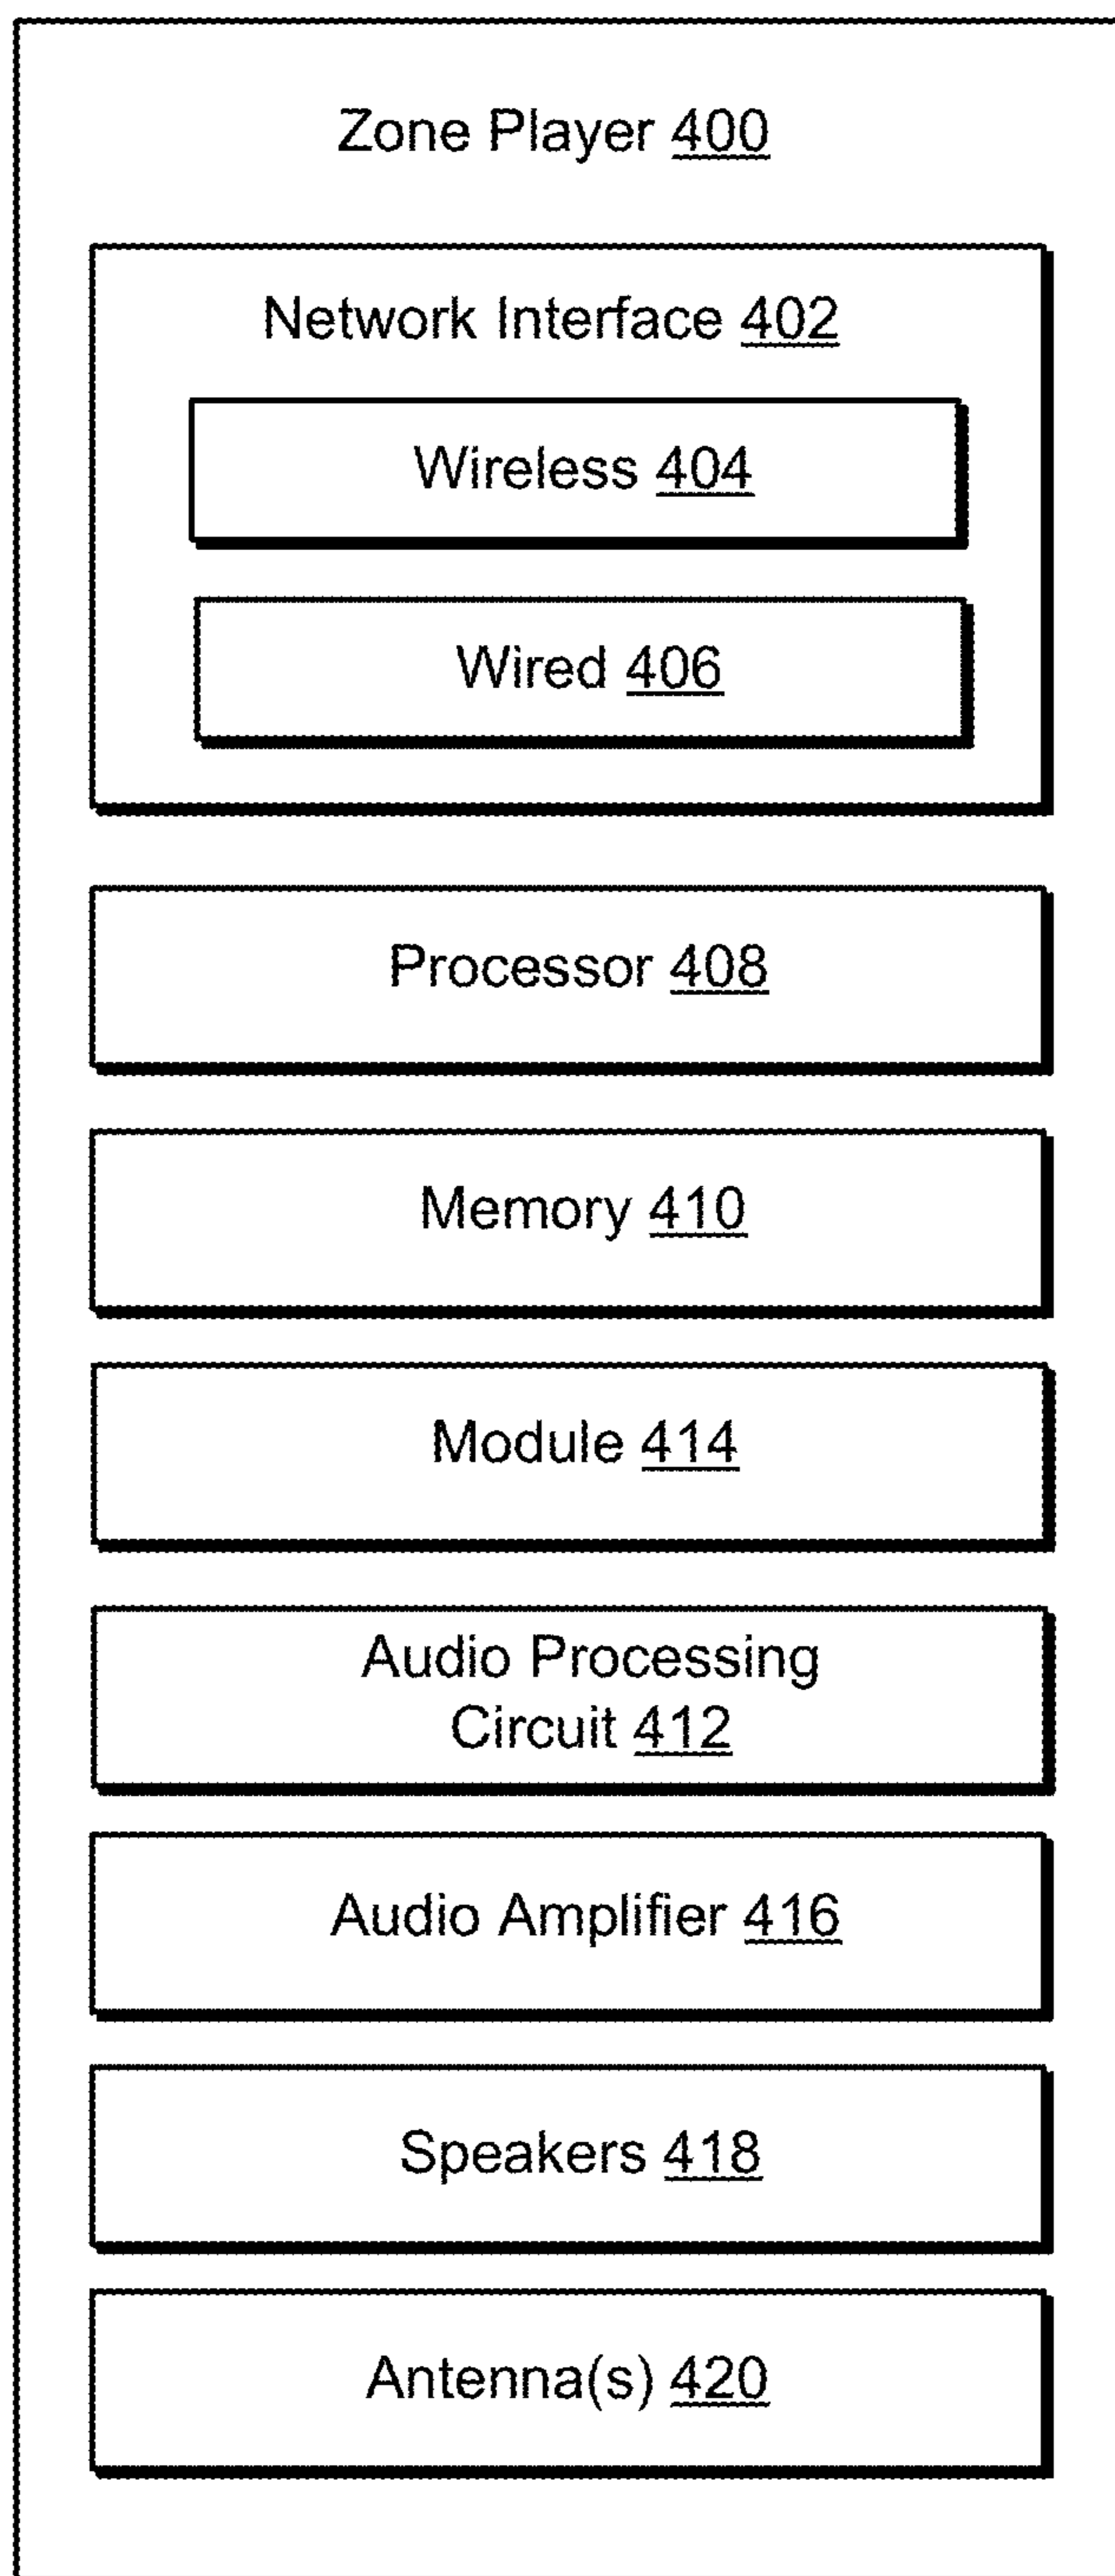 Zone Player 400
Network Interface 402
Wireless 404
Wired 406
Processor 408
Memory 410
Module 414
Audio Processing
Circuit 412
Audio Amplifier 416
Speakers 418
Antenna(s) 420